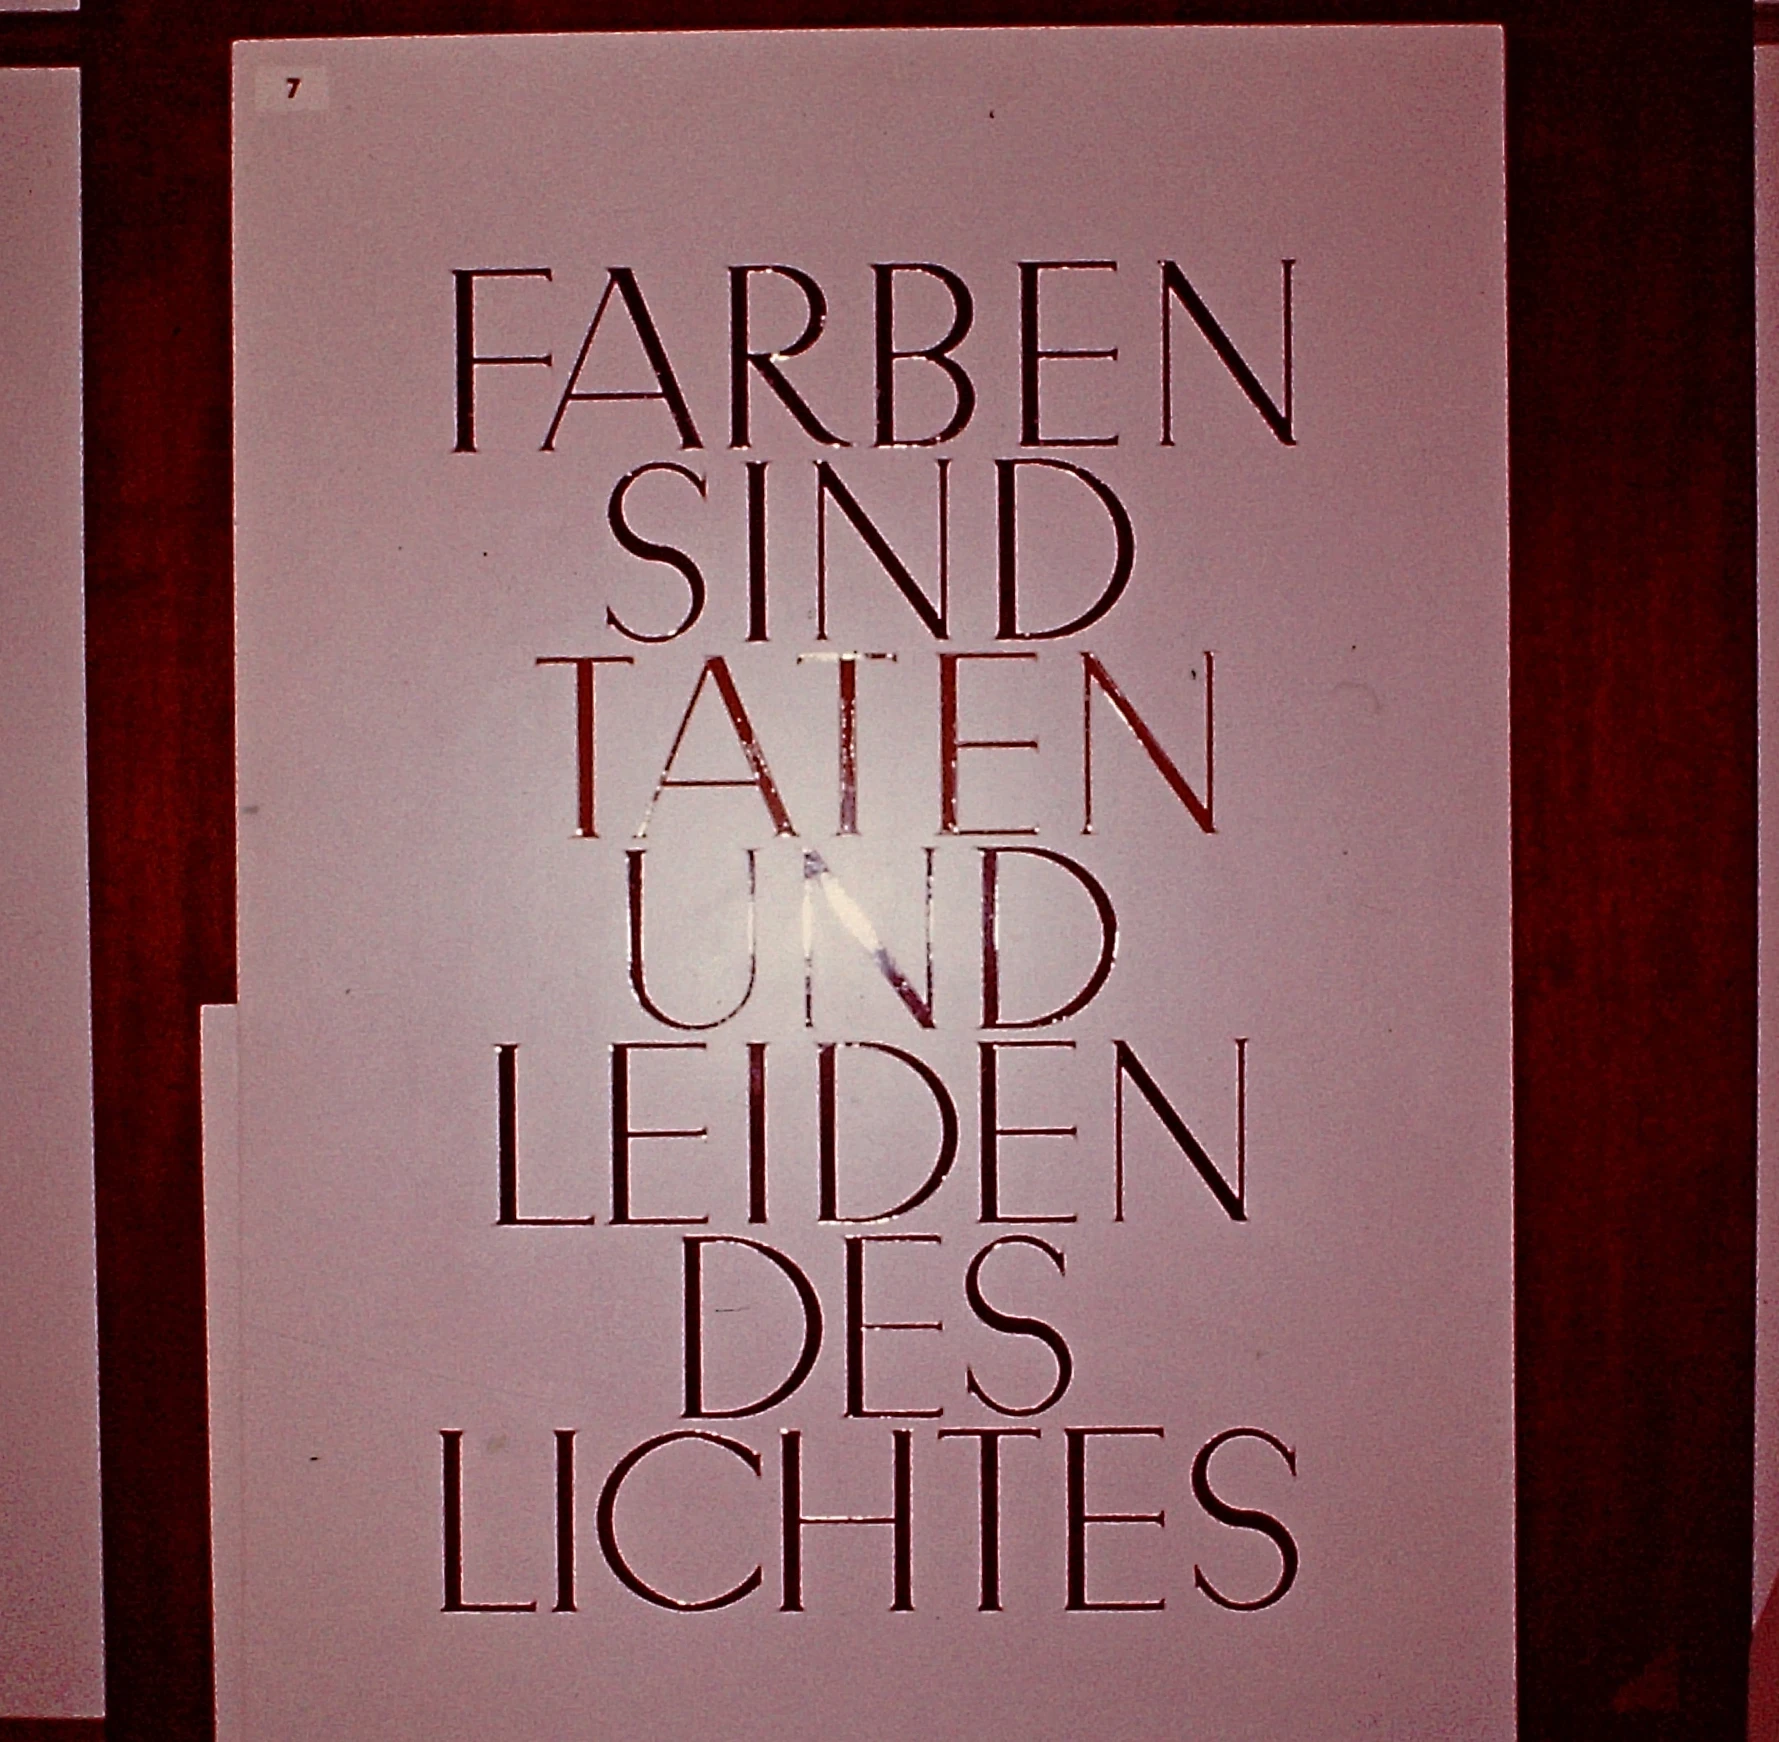 7
FARBEN
SIND
TATEN
UND
LEIDEN
DES
LICHTES